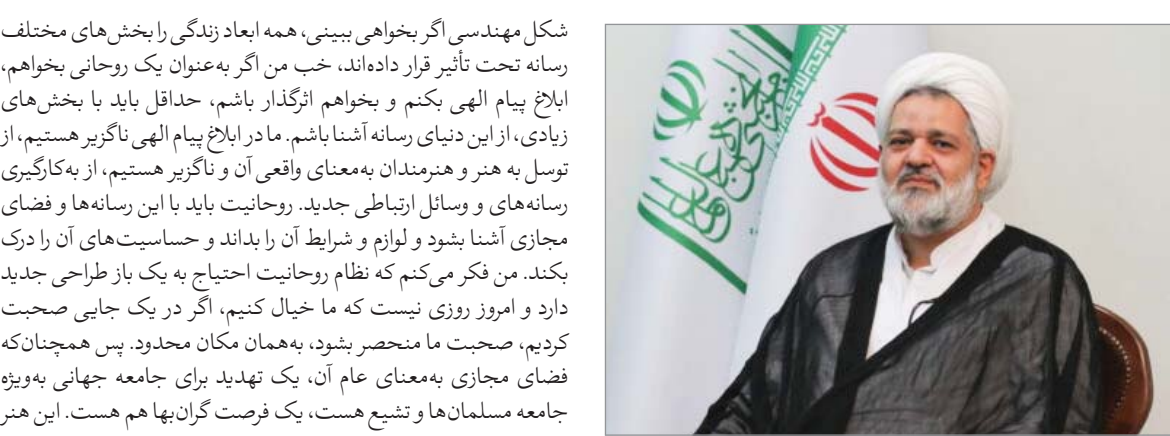 شکل مهندسی اگر بخواهی ببینی، همه ابعاد زندگی را بخش‌های مختلف
رسانه تحت تأثیر قرار داده‌اند، خب من اگر به‌عنوان یک روحانی بخواهم،
ابلاغ پیام الهی بکنم و بخواهم اثرگذار باشم، حداقل باید با بخش‌های
زیادی، از این دنیای رسانه آشنا باشم. ما در ابلاغ پیام الهی ناگزیر هستیم، از
توسل به هنر و هنرمندان به‌معنای واقعی آن و ناگزیر هستیم، از به‌کارگیری
رسانه‌های و وسائل ارتباطی جدید. روحانیت باید با این رسانه‌ها و فضای
مجازی آشنا بشود و لوازم و شرایط آن را بداند و حساسیت‌های آن را درک
بکند. من فکر می‌کنم که نظام روحانیت احتیاج به یک باز طراحی جدید
دارد و امروز روزی نیست که ما خیال کنیم، اگر در یک جایی صحبت
کردیم، صحبت ما منحصر بشود، به‌همان مکان محدود. پس همچنان‌که
فضای مجازی به‌معنای عام آن، یک تهدید برای جامعه جهانی به‌ویژه
جامعه مسلمان‌ها و تشیع هست، یک فرصت گران‌بها هم هست. این هنر